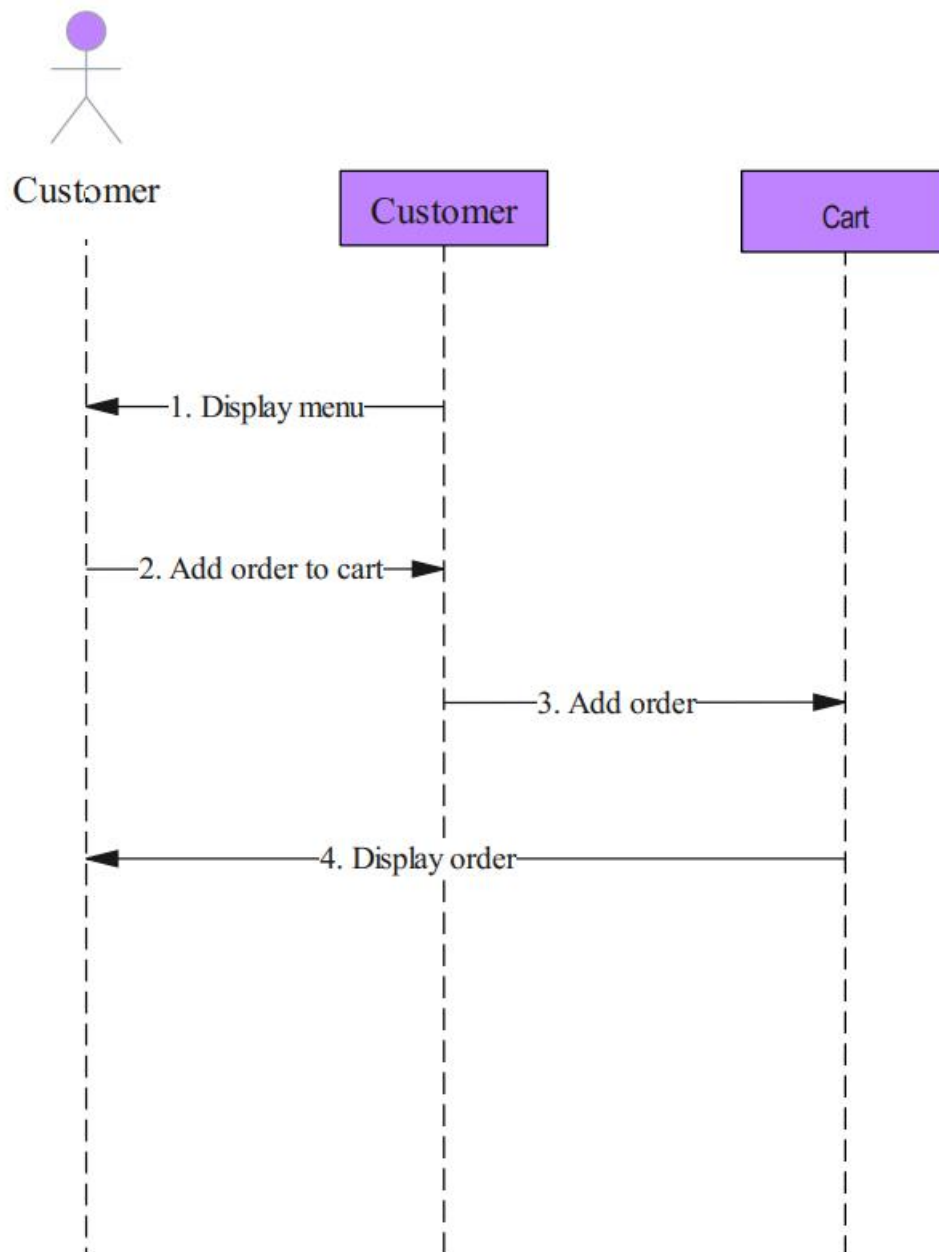 Customer
Customer
Cart
1. Display menu
2. Add order to cart
3. Add order
4. Display order